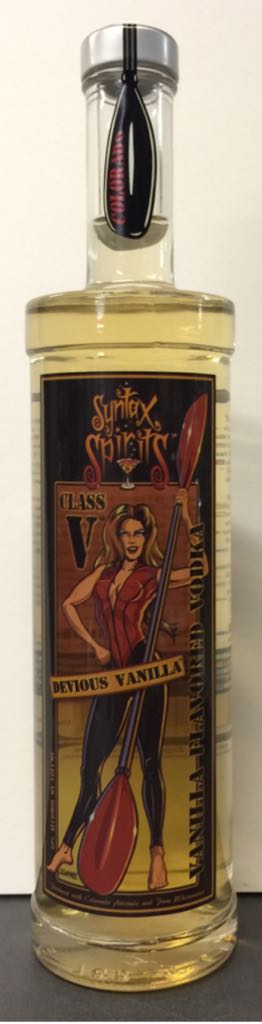 COLORADO
Syntax
Spirits
CLASS
V
DEVIOUS VANILLA
VANILLA FLAVORED VODKA